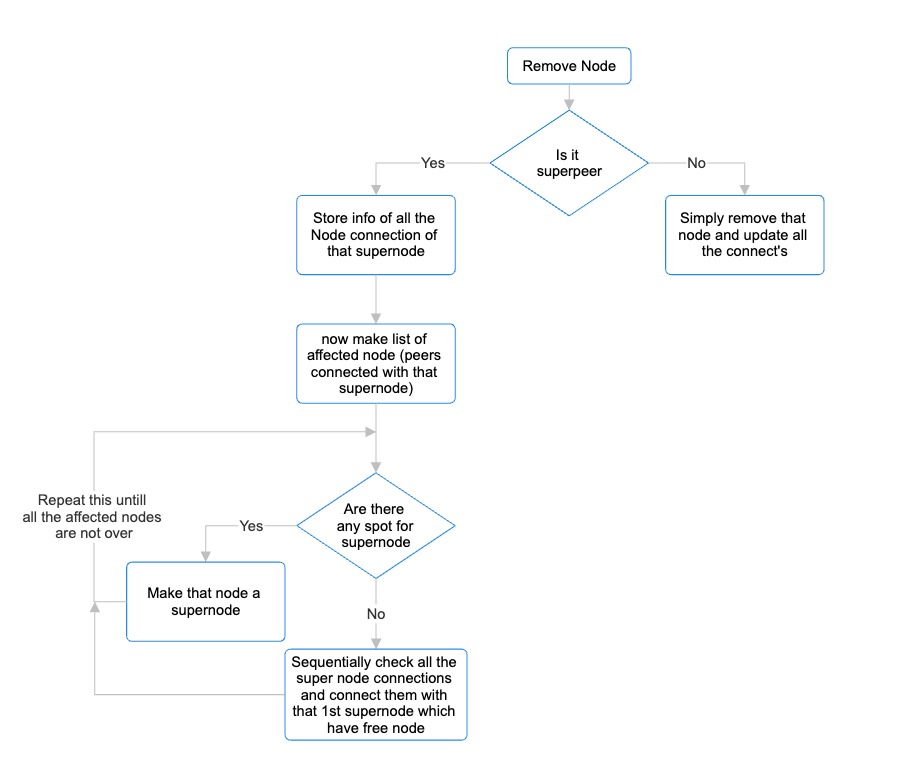 Remove Node
Is it
superpeer
Yes
No
Store info of all the
Node connection of
that supernode
Simply remove that
node and update all
the connect's
now make list of
affected node (peers
connected with that
supernode)
Repeat this untill
all the affected nodes
are not over
Are there
any spot for
supernode
Yes
Make that node a
supernode
No
Sequentially check all the
super node connections
and connect them with
that 1st supernode which
have free node